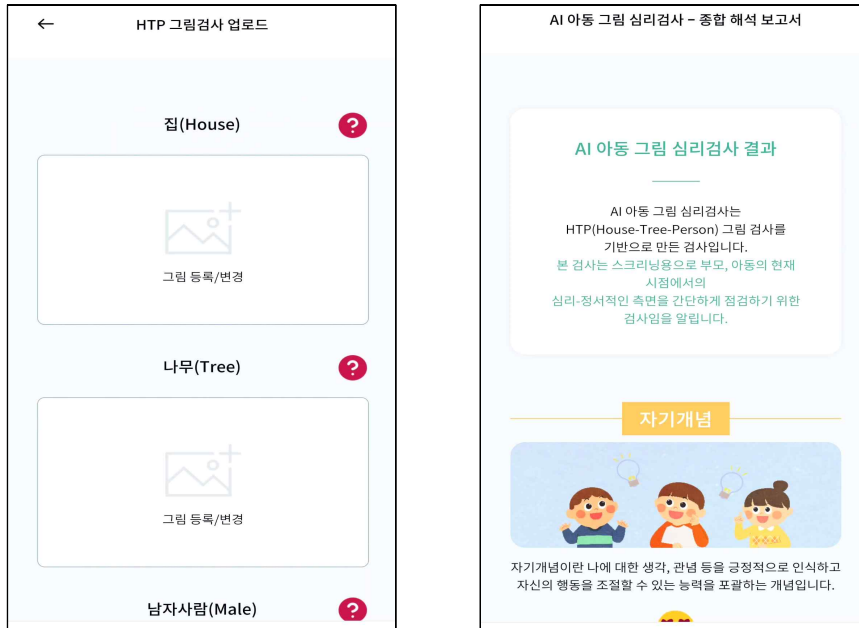 HTP 그림검사 업로드
집(House)
?
그림 등록/변경
나무(Tree)
?
그림 등록/변경
남자사람(Male)
?
AI 아동 그림 심리검사 – 종합 해석 보고서
AI 아동 그림 심리검사 결과
AI 아동 그림 심리검사는
HTP(House-Tree-Person) 그림 검사를
기반으로 만든 검사입니다.
본 검사는 스크리닝용으로 부모, 아동의 현재
시점에서의
심리-정서적인 측면을 간단하게 점검하기 위한
검사임을 알립니다.
자기개념
자기개념이란 나에 대한 생각, 관념 등을 긍정적으로 인식하고
자신의 행동을 조절할 수 있는 능력을 포괄하는 개념입니다.